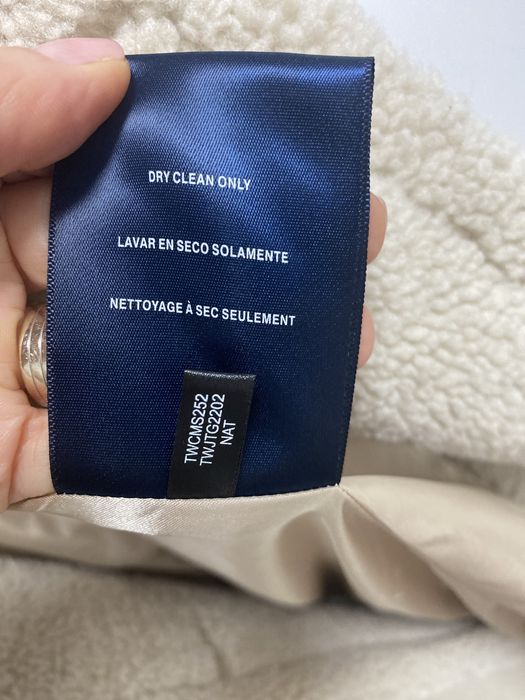 DRY CLEAN ONLY
LAVAR EN SECO SOLAMENTE
NETTOYAGE À SEC SEULEMENT
TWCMS252
TWJTG2202
NAT